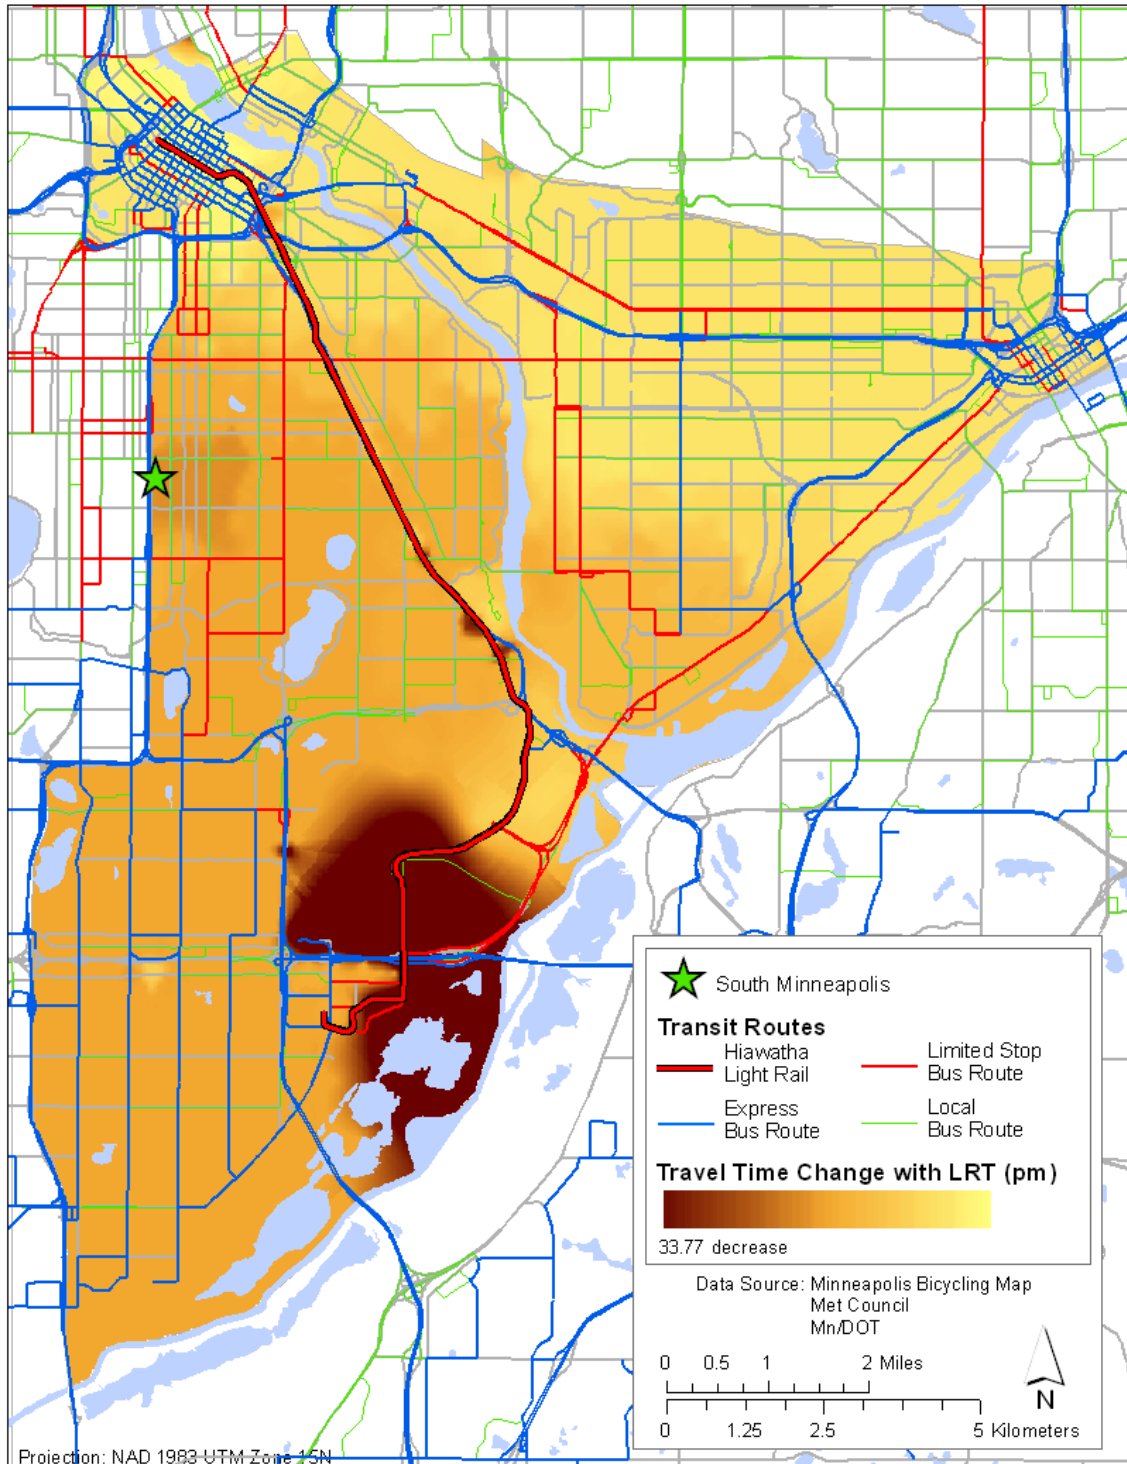 South Minneapolis
Transit Routes
Hiawatha
Light Rail
Limited Stop
Bus Route
Express
Bus Route
Local
Bus Route
Travel Time Change with LRT (pm)
33.77 decrease
Data Source: Minneapolis Bicycling Map
Met Council
Mn/DOT
0 0.5 1 2 Miles
0 1.25 2.5 5 Kilometers
N
Projection: NAD 1983 UTM Zone 15N